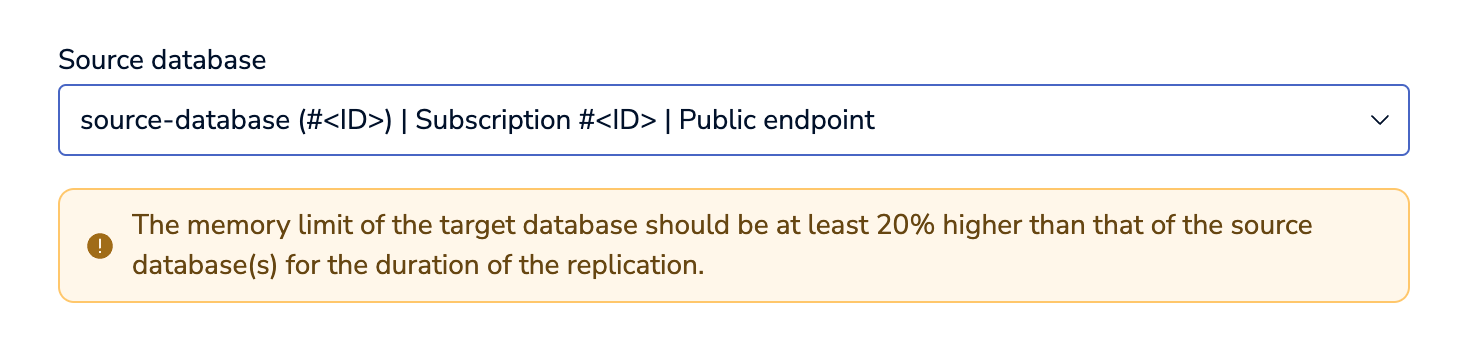 Source database
source-database (#<ID>) | Subscription #<ID> | Public endpoint
The memory limit of the target database should be at least 20% higher than that of the source
database(s) for the duration of the replication.